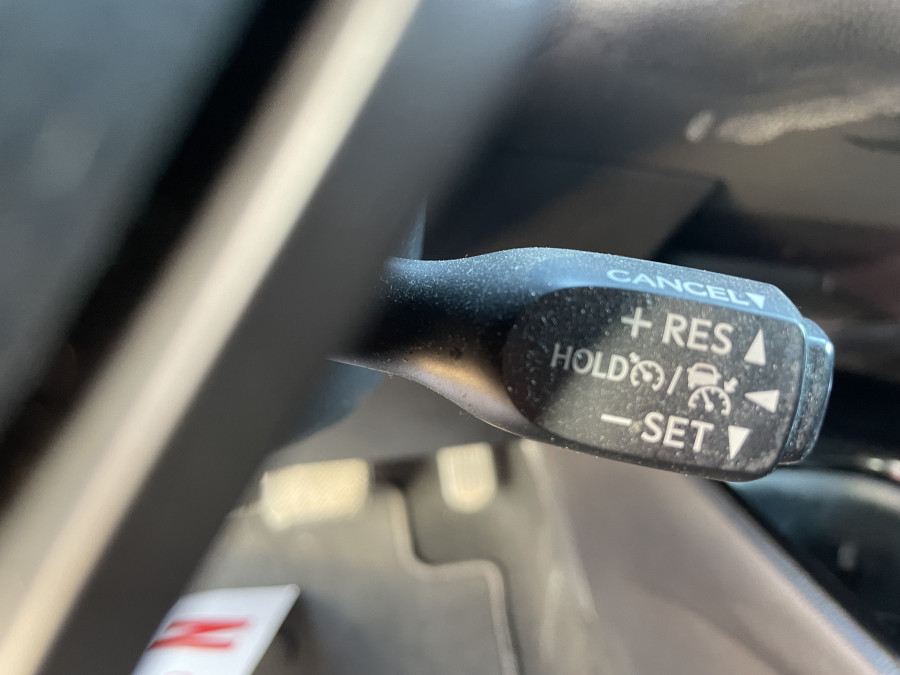 CANCEL▼
+ RES ▲
HOLD / ◀
− SET ▼
N